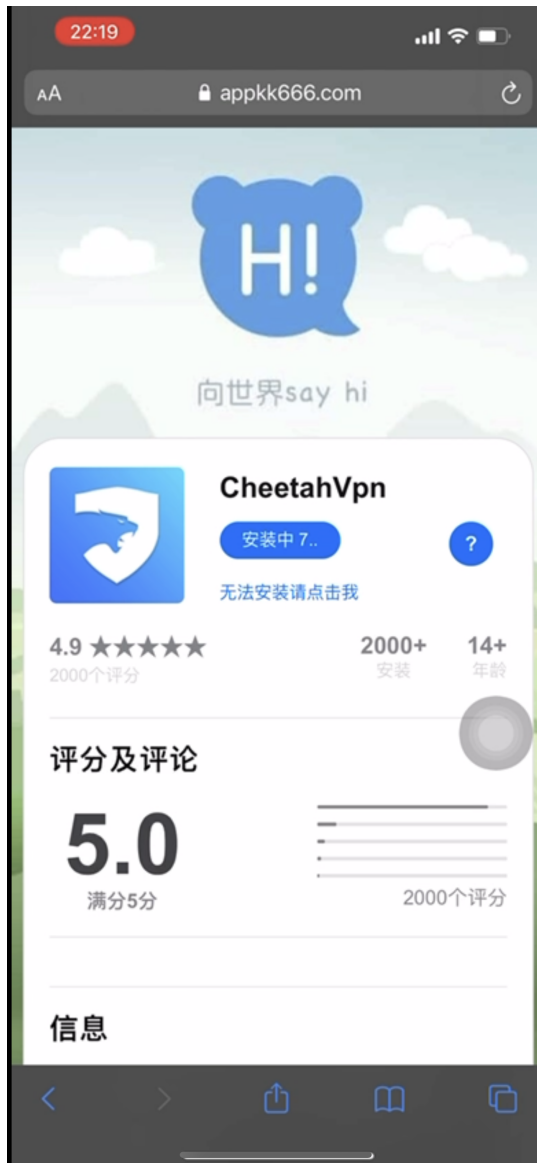 22:19
AA appkk666.com
H!
向世界say hi
CheetahVpn
安装中 7..
?
无法安装请点击我
4.9 ★★★★★ 2000+ 14+
2000个评分 安装 年龄
评分及评论
5.0
满分5分 2000个评分
信息